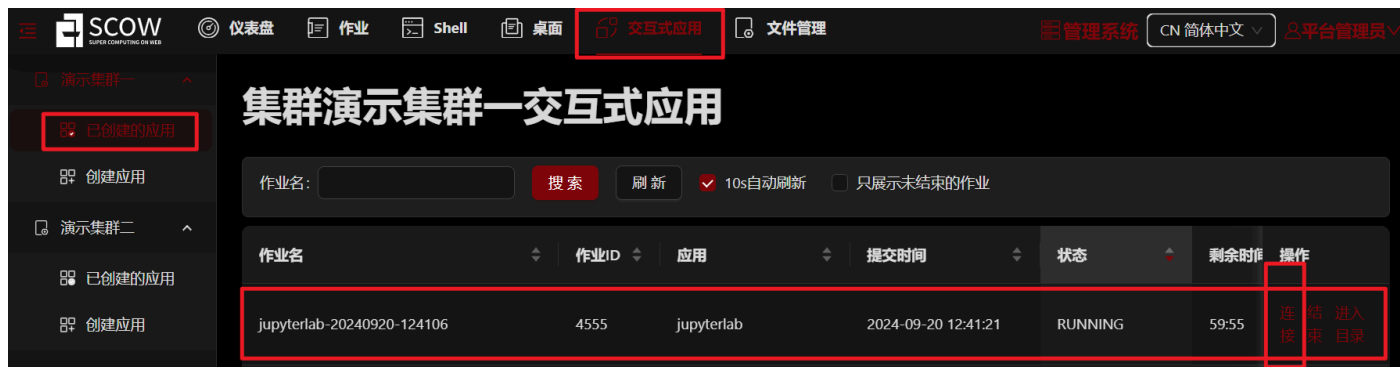 SCOW
SUPER COMPUTING ON WEB
仪表盘 作业 Shell 桌面 交互式应用 文件管理 管理系统 CN 简体中文 平台管理员
演示集群一
已创建的应用
创建应用
演示集群二
已创建的应用
创建应用
集群演示集群一交互式应用
作业名: 搜索 刷新 10s自动刷新 只展示未结束的作业
作业名 作业ID 应用 提交时间 状态 剩余时间 操作
jupyterlab-20240920-124106 4555 jupyterlab 2024-09-20 12:41:21 RUNNING 59:55 连接 结束 进入目录